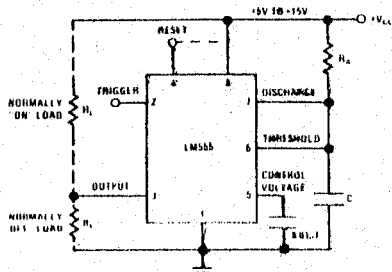 +5V TO +15V
+VCC
RESET
RA
4
8
TRIGGER
2
7
DISCHARGE
NORMALLY
"ON" LOAD
RL
LM555
6
THRESHOLD
CONTROL
VOLTAGE
OUTPUT
3
5
C
NORMALLY
OFF LOAD
RL
1